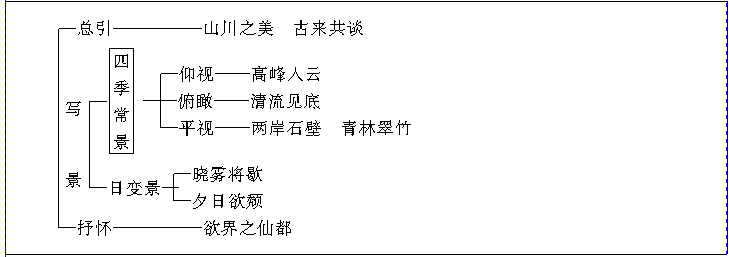 总引 山川之美 古来共谈
四季常景
仰视 高峰人云
俯瞰 清流见底
平视 两岸石壁 青林翠竹
写景
日变景
晓雾将歇
夕日欲颓
抒怀 欲界之仙都